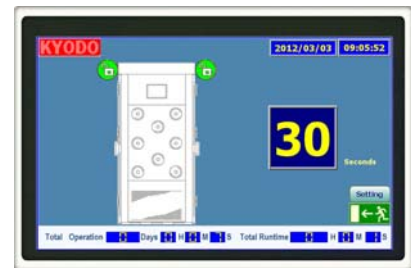 KYODO
2012/03/03 09:05:52
30
Seconds
Setting
Total Operation Days H M S Total Runtime H M S